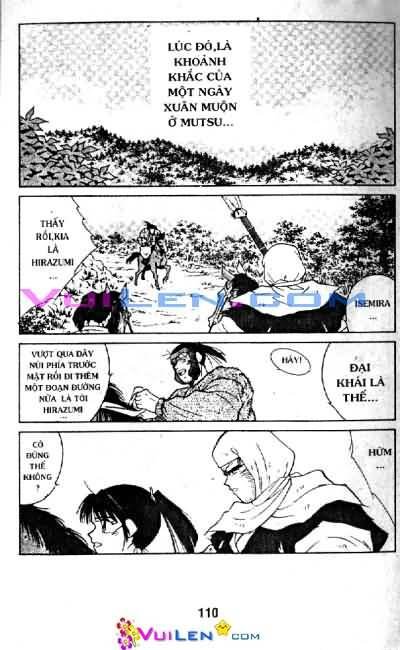 LÚC ĐÓ,LÀ
KHOẢNH
KHẮC CỦA
MỘT NGÀY
XUÂN MUỘN
Ở MUTSU...
THẤY
RỒI,KIA
LÀ
HIRAZUMI
...
ISEMIRA
...
VUILEN.COM
VƯỢT QUA DÃY
NÚI PHÍA TRƯỚC
MẶT RỒI ĐI THÊM
MỘT ĐOẠN ĐƯỜNG
NỮA LÀ TỚI
HIRAZUMI
...
HÀY!
ĐẠI
KHÁI LÀ
THẾ...
HỪM
...
CÓ
ĐÚNG
THẾ
KHÔNG
?
110
VUILEN.COM